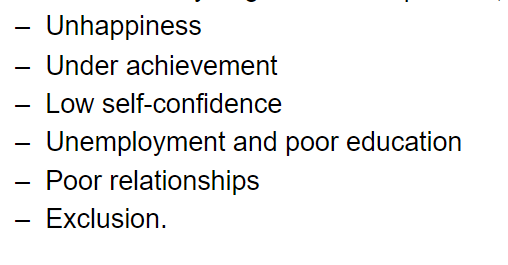 – Unhappiness
– Under achievement
– Low self-confidence
– Unemployment and poor education
– Poor relationships
– Exclusion.